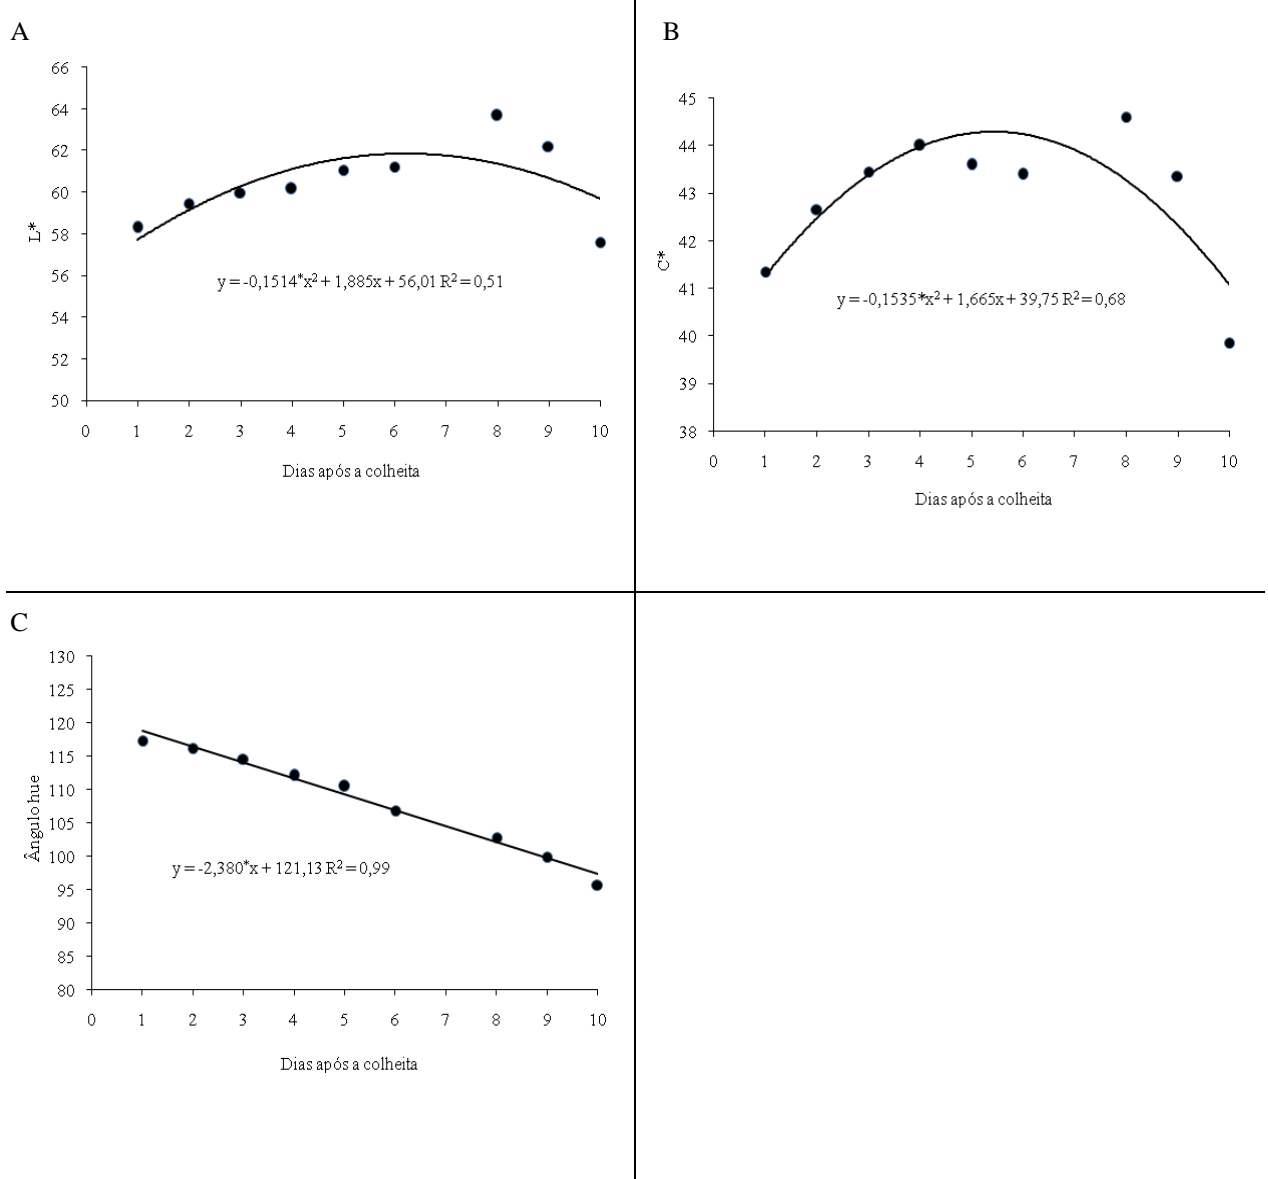 A
66
64
62
60
58
56
54
52
50
L*
y = -0,1514*x² + 1,885x + 56,01 R² = 0,51
0 1 2 3 4 5 6 7 8 9 10
Dias após a colheita
B
45
44
43
42
41
40
39
38
C*
y = -0,1535*x² + 1,665x + 39,75 R² = 0,68
0 1 2 3 4 5 6 7 8 9 10
Dias após a colheita
C
130
125
120
115
110
105
100
95
90
85
80
Ângulo hue
y = -2,380*x + 121,13 R² = 0,99
0 1 2 3 4 5 6 7 8 9 10
Dias após a colheita